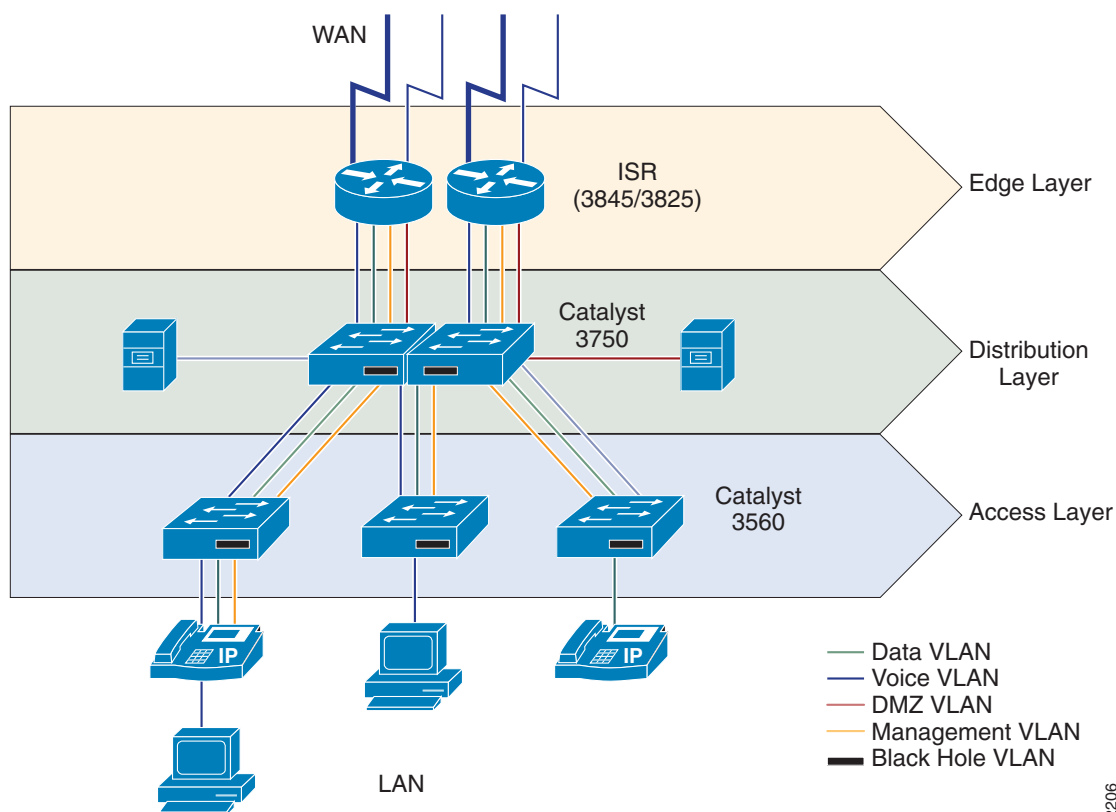 WAN
ISR
(3845/3825)
Edge Layer
Catalyst
3750
Distribution
Layer
Catalyst
3560
Access Layer
IP
IP
Data VLAN
Voice VLAN
DMZ VLAN
Management VLAN
Black Hole VLAN
LAN